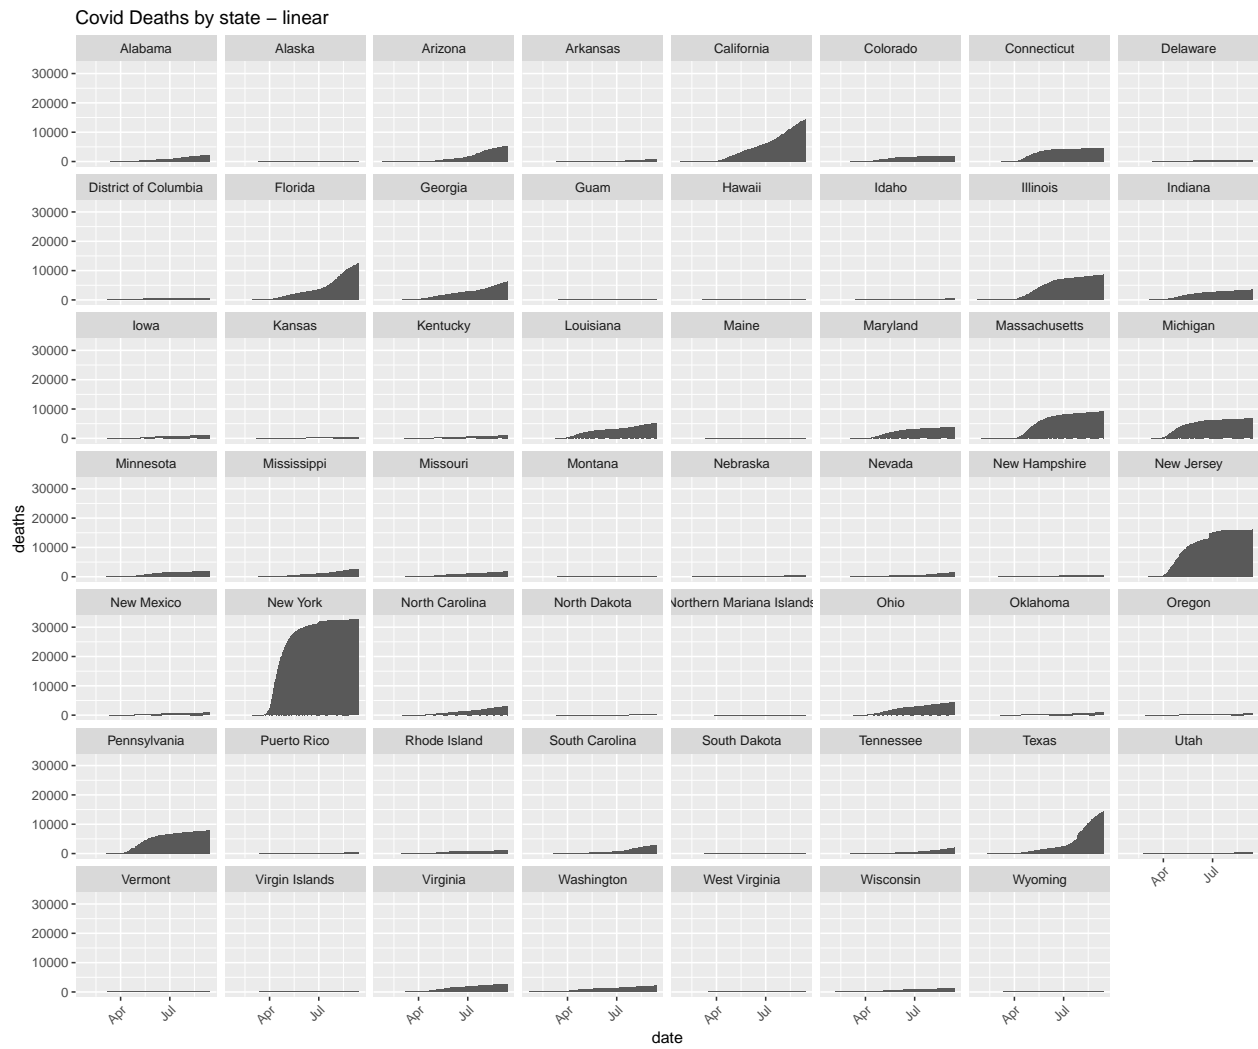 Covid Deaths by state – linear
Alabama Alaska Arizona Arkansas California Colorado Connecticut Delaware
30000
20000
10000
0
District of Columbia Florida Georgia Guam Hawaii Idaho Illinois Indiana
30000
20000
10000
0
Iowa Kansas Kentucky Louisiana Maine Maryland Massachusetts Michigan
30000
20000
10000
0
Minnesota Mississippi Missouri Montana Nebraska Nevada New Hampshire New Jersey
30000
20000
10000
0
deaths
New Mexico New York North Carolina North Dakota Northern Mariana Islands Ohio Oklahoma Oregon
30000
20000
10000
0
Pennsylvania Puerto Rico Rhode Island South Carolina South Dakota Tennessee Texas Utah
30000
20000
10000
0
Apr Jul
Vermont Virgin Islands Virginia Washington West Virginia Wisconsin Wyoming
30000
20000
10000
0
Apr Jul Apr Jul Apr Jul Apr Jul Apr Jul Apr Jul Apr Jul
date